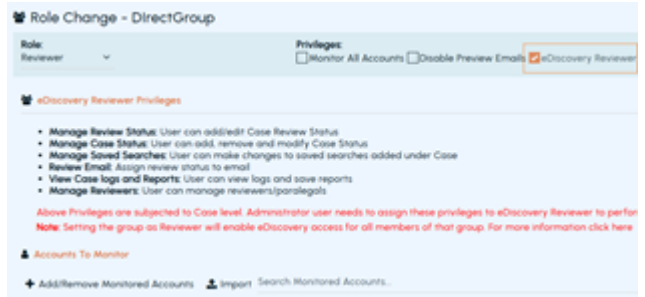 Role Change - DIrectGroup
Role: Privileges:
Reviewer Monitor All Accounts Disable Preview Emails eDiscovery Reviewer
eDiscovery Reviewer Privileges
• Manage Review Status: User can add/edit Case Review Status
• Manage Case Status: User can add, remove and modify Case Status
• Manage Saved Searches: User can make changes to saved searches added under Case
• Review Email: Assign review status to email
• View Case logs and Reports: User can view logs and save reports
• Manage Reviewers: User can manage reviewers/paralegals
Above Privileges are subjected to Case level. Administrator user needs to assign these privileges to eDiscovery Reviewer to perfor
Note: Setting the group as Reviewer will enable eDiscovery access for all members of that group. For more information click here
Accounts To Monitor
Add/Remove Monitored Accounts Import Search Monitored Accounts..